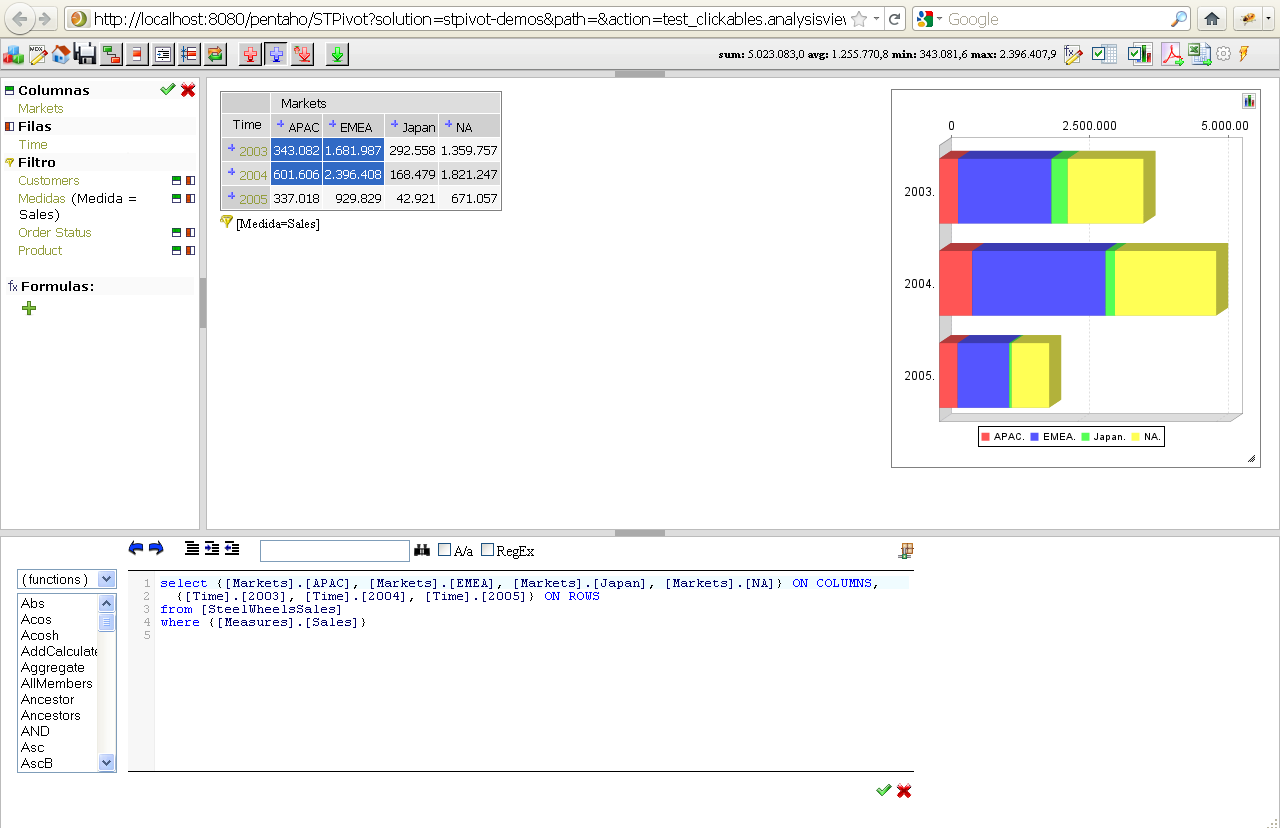 http://localhost:8080/pentaho/STPivot?solution=stpivot-demos&path=&action=test_clickables.analysisview
Google
MDX
sum: 5.023.083,0 avg: 1.255.770,8 min: 343.081,6 max: 2.396.407,9
Columnas
Markets
Filas
Time
Filtro
Customers
Medidas (Medida =
Sales)
Order Status
Product
fx Formulas:
Markets
Time APAC EMEA Japan NA
2003 343.082 1.681.987 292.558 1.359.757
2004 601.606 2.396.408 168.479 1.821.247
2005 337.018 929.829 42.921 671.057
[Medida=Sales]
0 2.500.000 5.000.00
2003.
2004.
2005.
APAC. EMEA. Japan. NA.
A/a RegEx
(functions)
Abs
Acos
Acosh
AddCalculate
Aggregate
AllMembers
Ancestor
Ancestors
AND
Asc
AscB
1 select {[Markets].[APAC], [Markets].[EMEA], [Markets].[Japan], [Markets].[NA]} ON COLUMNS,
2 {[Time].[2003], [Time].[2004], [Time].[2005]} ON ROWS
3 from [SteelWheelsSales]
4 where {[Measures].[Sales]}
5